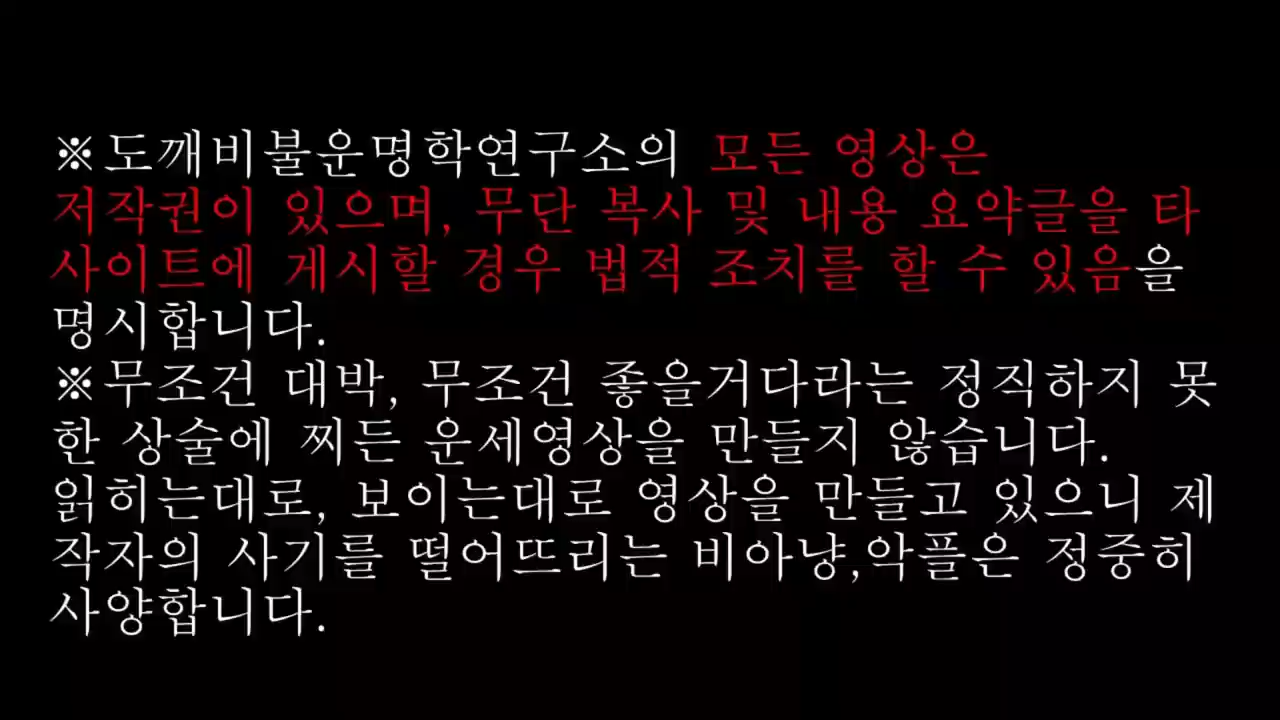 ※도깨비불운명학연구소의 모든 영상은
저작권이 있으며, 무단 복사 및 내용 요약글을 타
사이트에 게시할 경우 법적 조치를 할 수 있음을
명시합니다.
※무조건 대박, 무조건 좋을거다라는 정직하지 못
한 상술에 찌든 운세영상을 만들지 않습니다.
읽히는대로, 보이는대로 영상을 만들고 있으니 제
작자의 사기를 떨어뜨리는 비아냥,악플은 정중히
사양합니다.